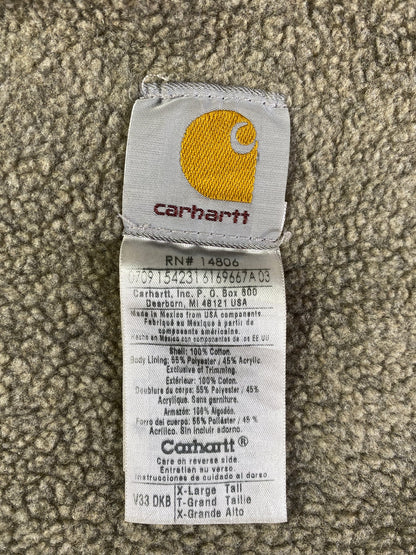 carhartt
RN# 14806
0709 154231 6169667A 03
Carhartt, Inc. P. O. Box 600
Dearborn, MI 48121 USA
Made in Mexico from USA components
Fabriqué au Mexique à partir de
composants américains.
Hecho en México con componentes de los EE UU
Shell: 100% Cotton.
Body Lining: 55% Polyester / 45% Acrylic.
Exclusive of Trimming.
Extérieur: 100% Coton.
Doublure du corps: 55% Polyester / 45%
Acrylique. Sans garniture.
Armazón: 100% Algodón.
Forro del cuerpo: 55% Poliéster / 45 %
Acrílico. Sin incluir adorno.
Carhartt®
Care on reverse side
Entretien au verso.
Instrucciones de cuidado al dorso
V33 DKB
X-Large Tall
T-Grand Taille
X-Grande Alto